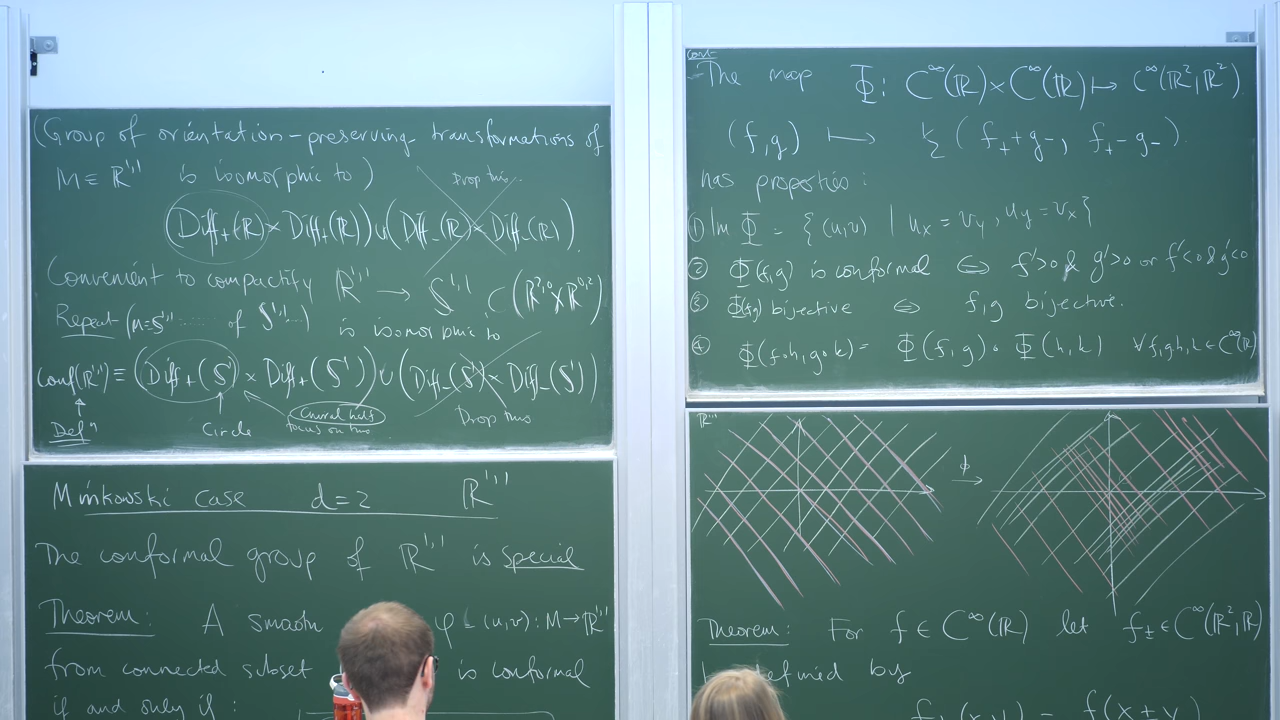 (Group of orientation-preserving transformations of
M ≡ ℝ^{1,1} is isomorphic to)
Drop this
(Diff₊(ℝ) × Diff₊(ℝ)) ∪ (Diff₋(ℝ) × Diff₋(ℝ))
Convenient to compactify ℝ^{1,1} → S^{1,1} ⊂ (ℝ^{2,0} × ℝ^{0,2})
Repeat (M≡S^{1,1} ...... of S^{1,1}...) is isomorphic to
Conf(ℝ^{1,1}) ≡ (Diff₊(S¹) × Diff₊(S¹)) ∪ (Diff₋(S¹) × Diff₋(S¹))
Defⁿ
Circle
Chiral half
focus on this
Drop this
Minkowski case d=2 ℝ^{1,1}
The conformal group of ℝ^{1,1} is special
Theorem: A smooth φ = (u,v): M → ℝ^{1,1}
from connected subset is conformal
if and only if:
Cont-
The map Φ: C^∞(ℝ) × C^∞(ℝ) ↦ C^∞(ℝ², ℝ²)
(f,g) ⟼ ½ (f₊+g₋, f₊-g₋).
has properties:
① Im Φ = {(u,v) | u_x = v_y, u_y = v_x}
② Φ(f,g) is conformal ⇔ f'>0 & g'>0 or f'<0 & g'<0
③ Φ(f,g) bijective ⇔ f,g bijective.
④ Φ(f∘h, g∘k) = Φ(f,g) ∘ Φ(h,k) ∀f,g,h,k ∈ C^∞(ℝ)
ℝ^{1,1}
Φ
Theorem: For f ∈ C^∞(ℝ) let f± ∈ C^∞(ℝ², ℝ)
defined by
f±(x,y) = f(x±y)